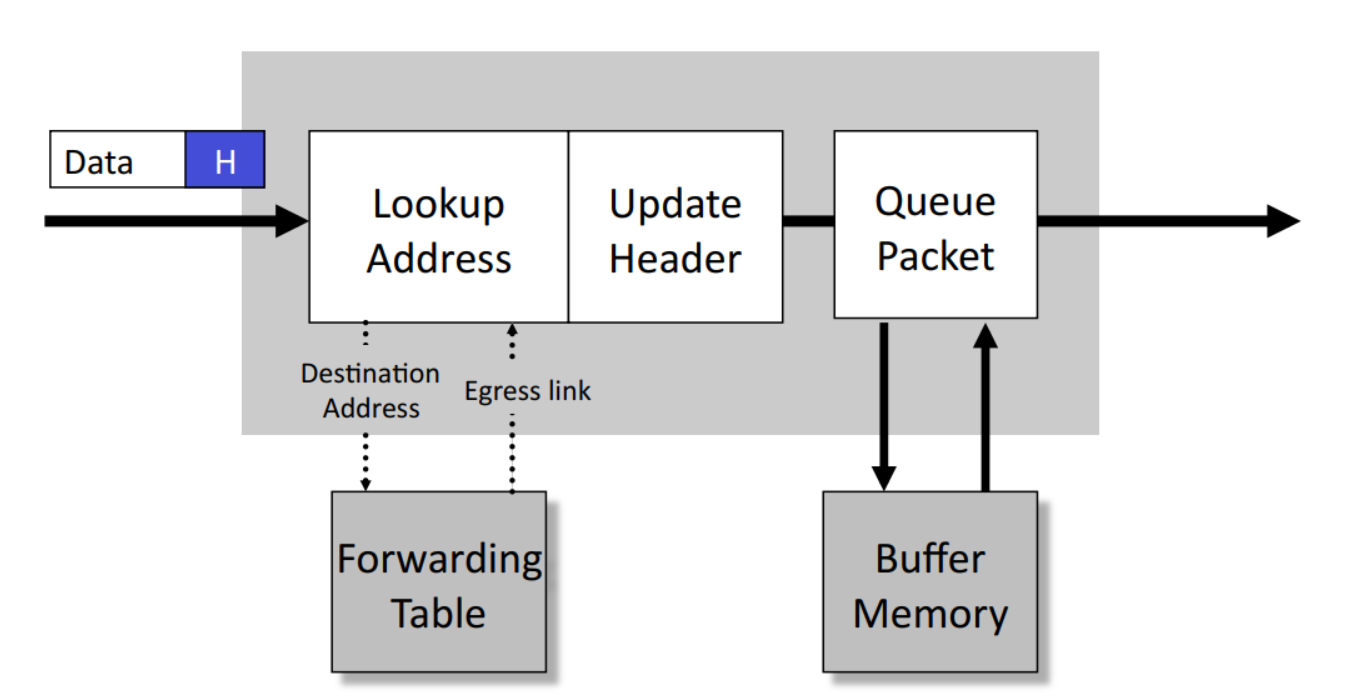 Data
H
Lookup
Address
Update
Header
Queue
Packet
Destination
Address
Egress link
Forwarding
Table
Buffer
Memory